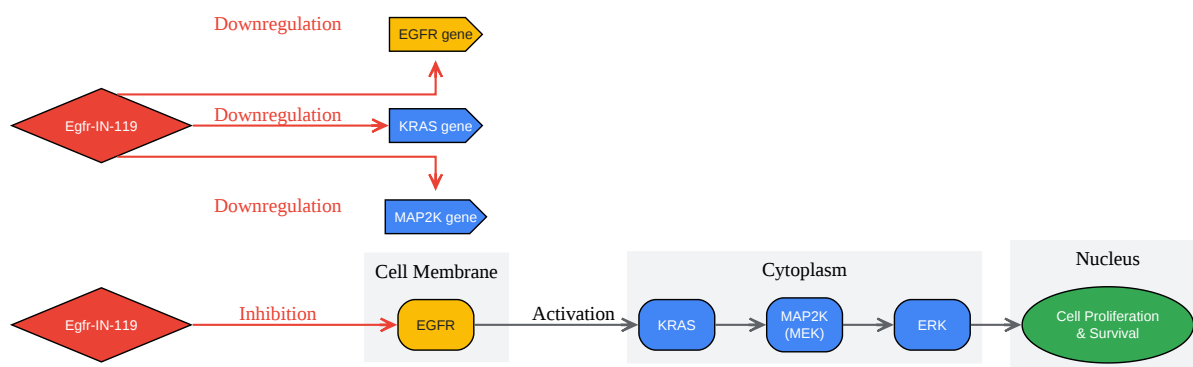 Downregulation
EGFR gene
Egfr-IN-119
Downregulation
KRAS gene
Downregulation
MAP2K gene
Cell Membrane
Cytoplasm
Nucleus
Egfr-IN-119
Inhibition
EGFR
Activation
KRAS
MAP2K
(MEK)
ERK
Cell Proliferation
& Survival